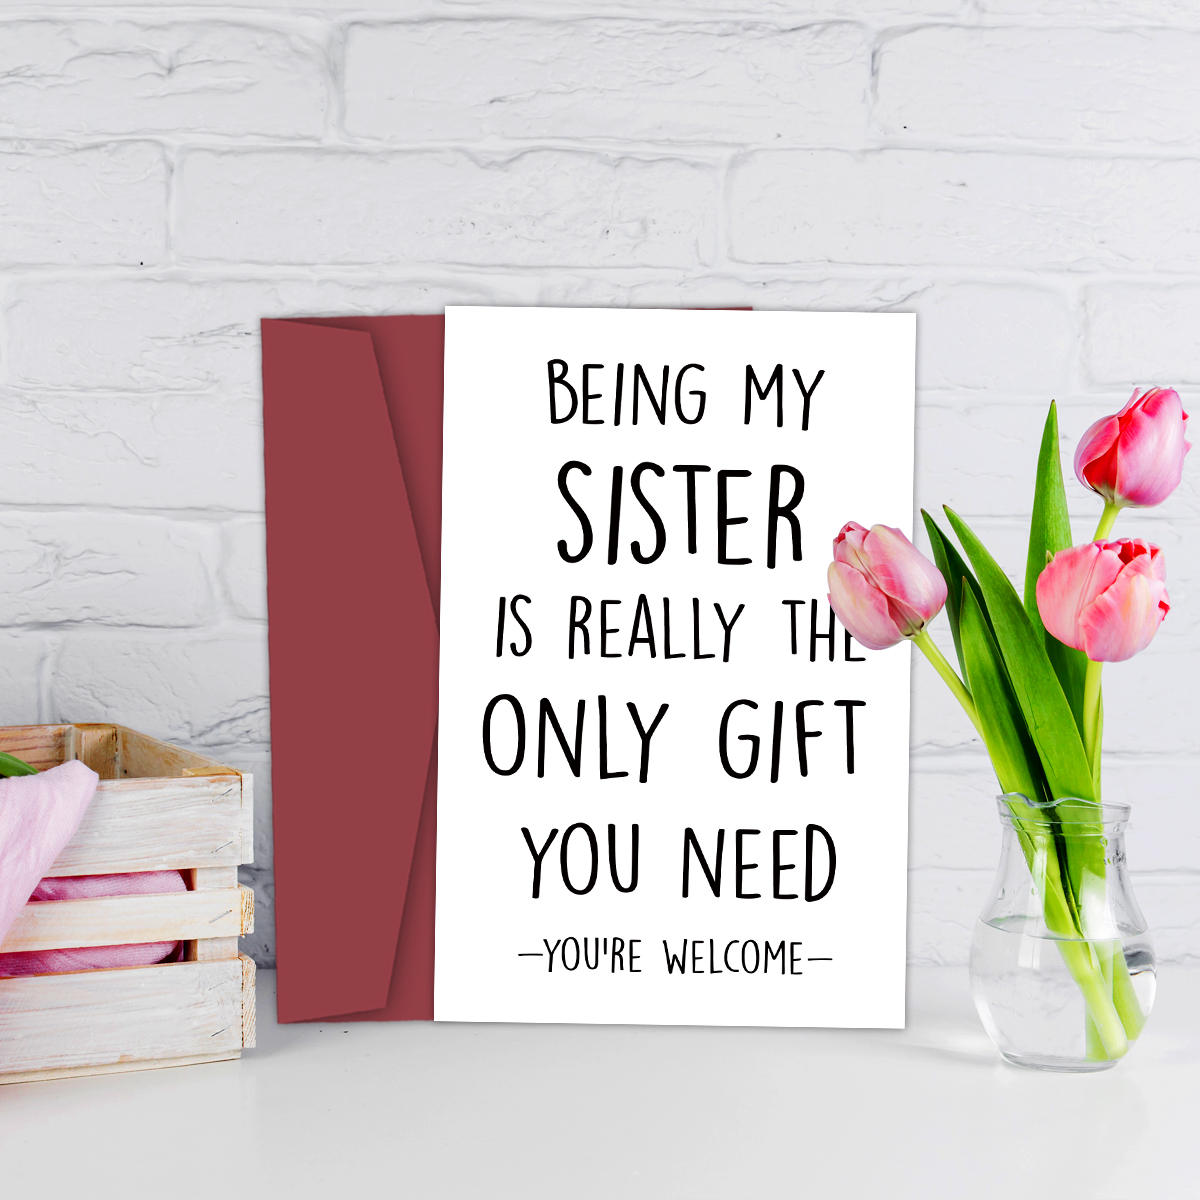 BEING MY
SISTER
IS REALLY THE
ONLY GIFT
YOU NEED
–YOU'RE WELCOME–